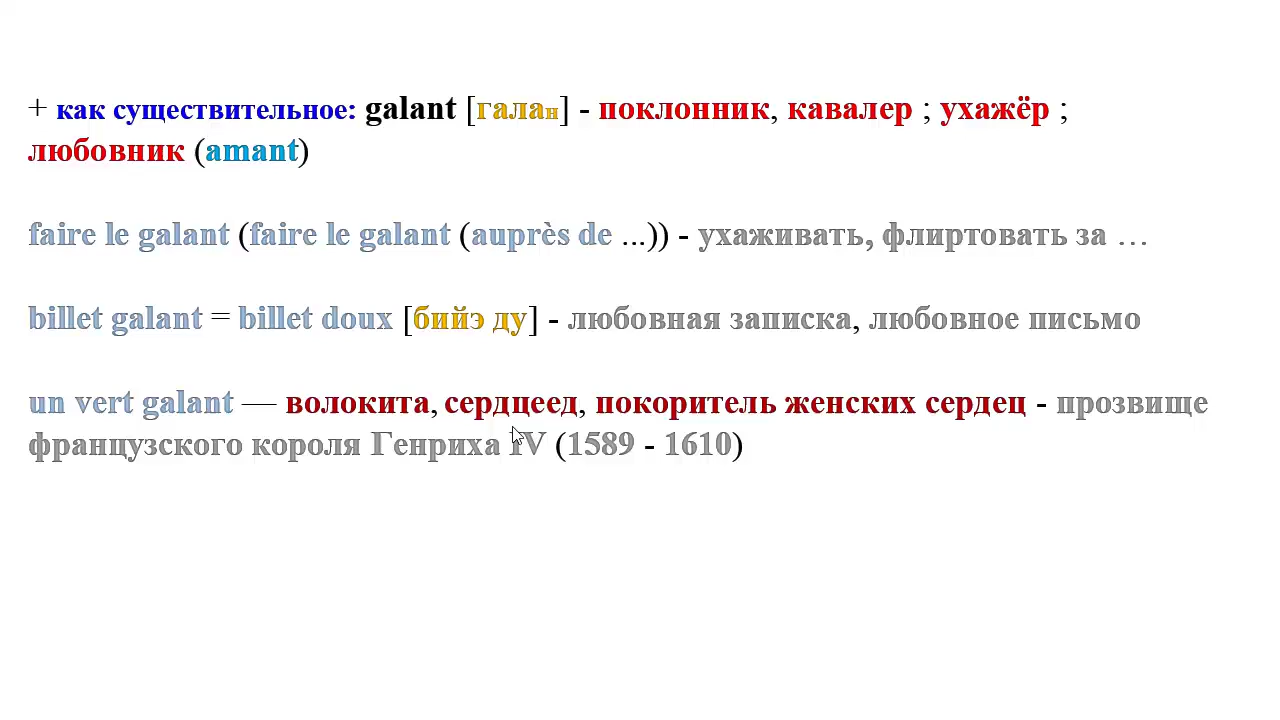 + как существительное: galant [галан] - поклонник, кавалер ; ухажёр ;
любовник (amant)
faire le galant (faire le galant (auprès de ...)) - ухаживать, флиртовать за …
billet galant = billet doux [бийэ ду] - любовная записка, любовное письмо
un vert galant — волокита, сердцеед, покоритель женских сердец - прозвище
французского короля Генриха IV (1589 - 1610)